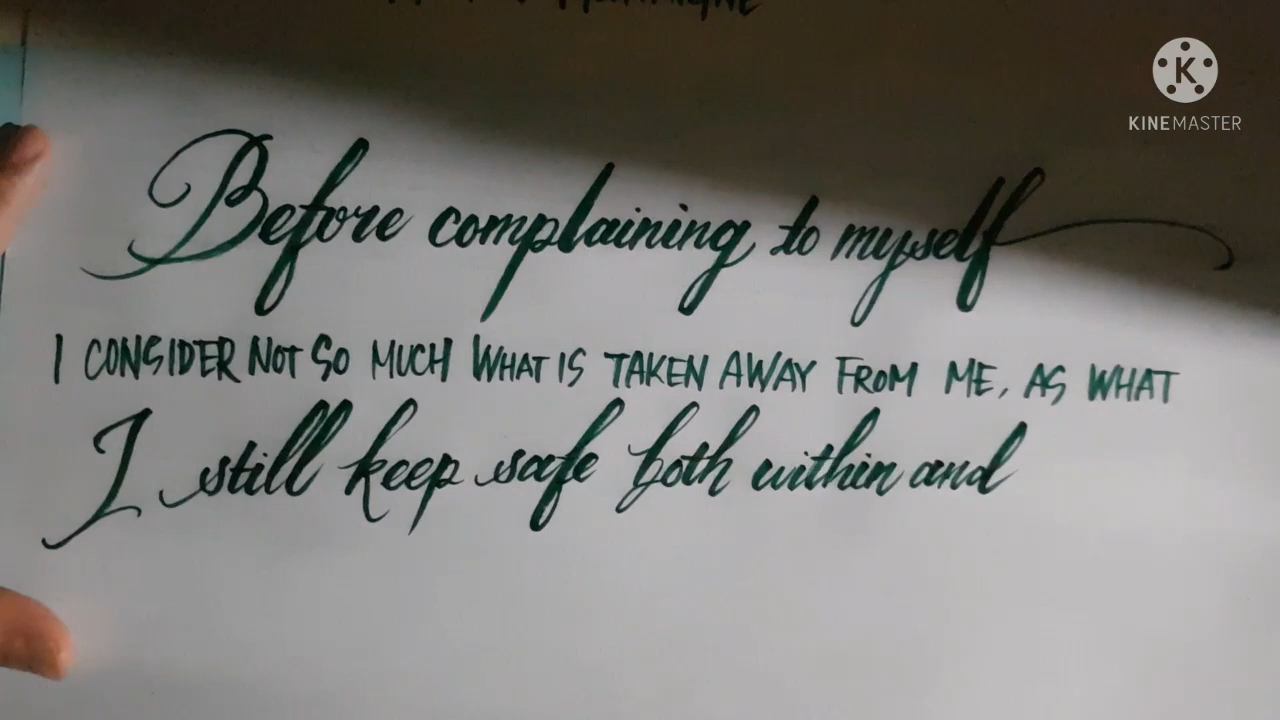 KINEMASTER
Before complaining to myself
I CONSIDER NOT SO MUCH WHAT IS TAKEN AWAY FROM ME, AS WHAT
I still keep safe both within and